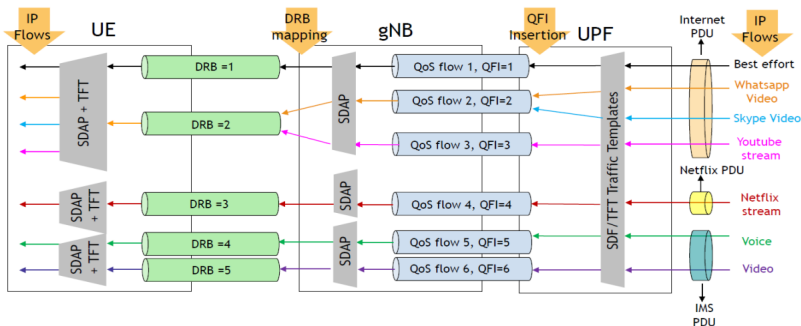 IP
Flows
UE
DRB
mapping
gNB
QFI
Insertion
UPF
Internet
PDU
IP
Flows
SDAP + TFT
DRB =1
SDAP
QoS flow 1, QFI=1
SDF/TFT Traffic Templates
Best effort
DRB =2
QoS flow 2, QFI=2
Whatsapp
Video
Skype Video
QoS flow 3, QFI=3
Youtube
stream
Netflix PDU
SDAP
+ TFT
DRB =3
SDAP
QoS flow 4, QFI=4
Netflix
stream
SDAP
+ TFT
DRB =4
SDAP
QoS flow 5, QFI=5
Voice
DRB =5
QoS flow 6, QFI=6
Video
IMS
PDU